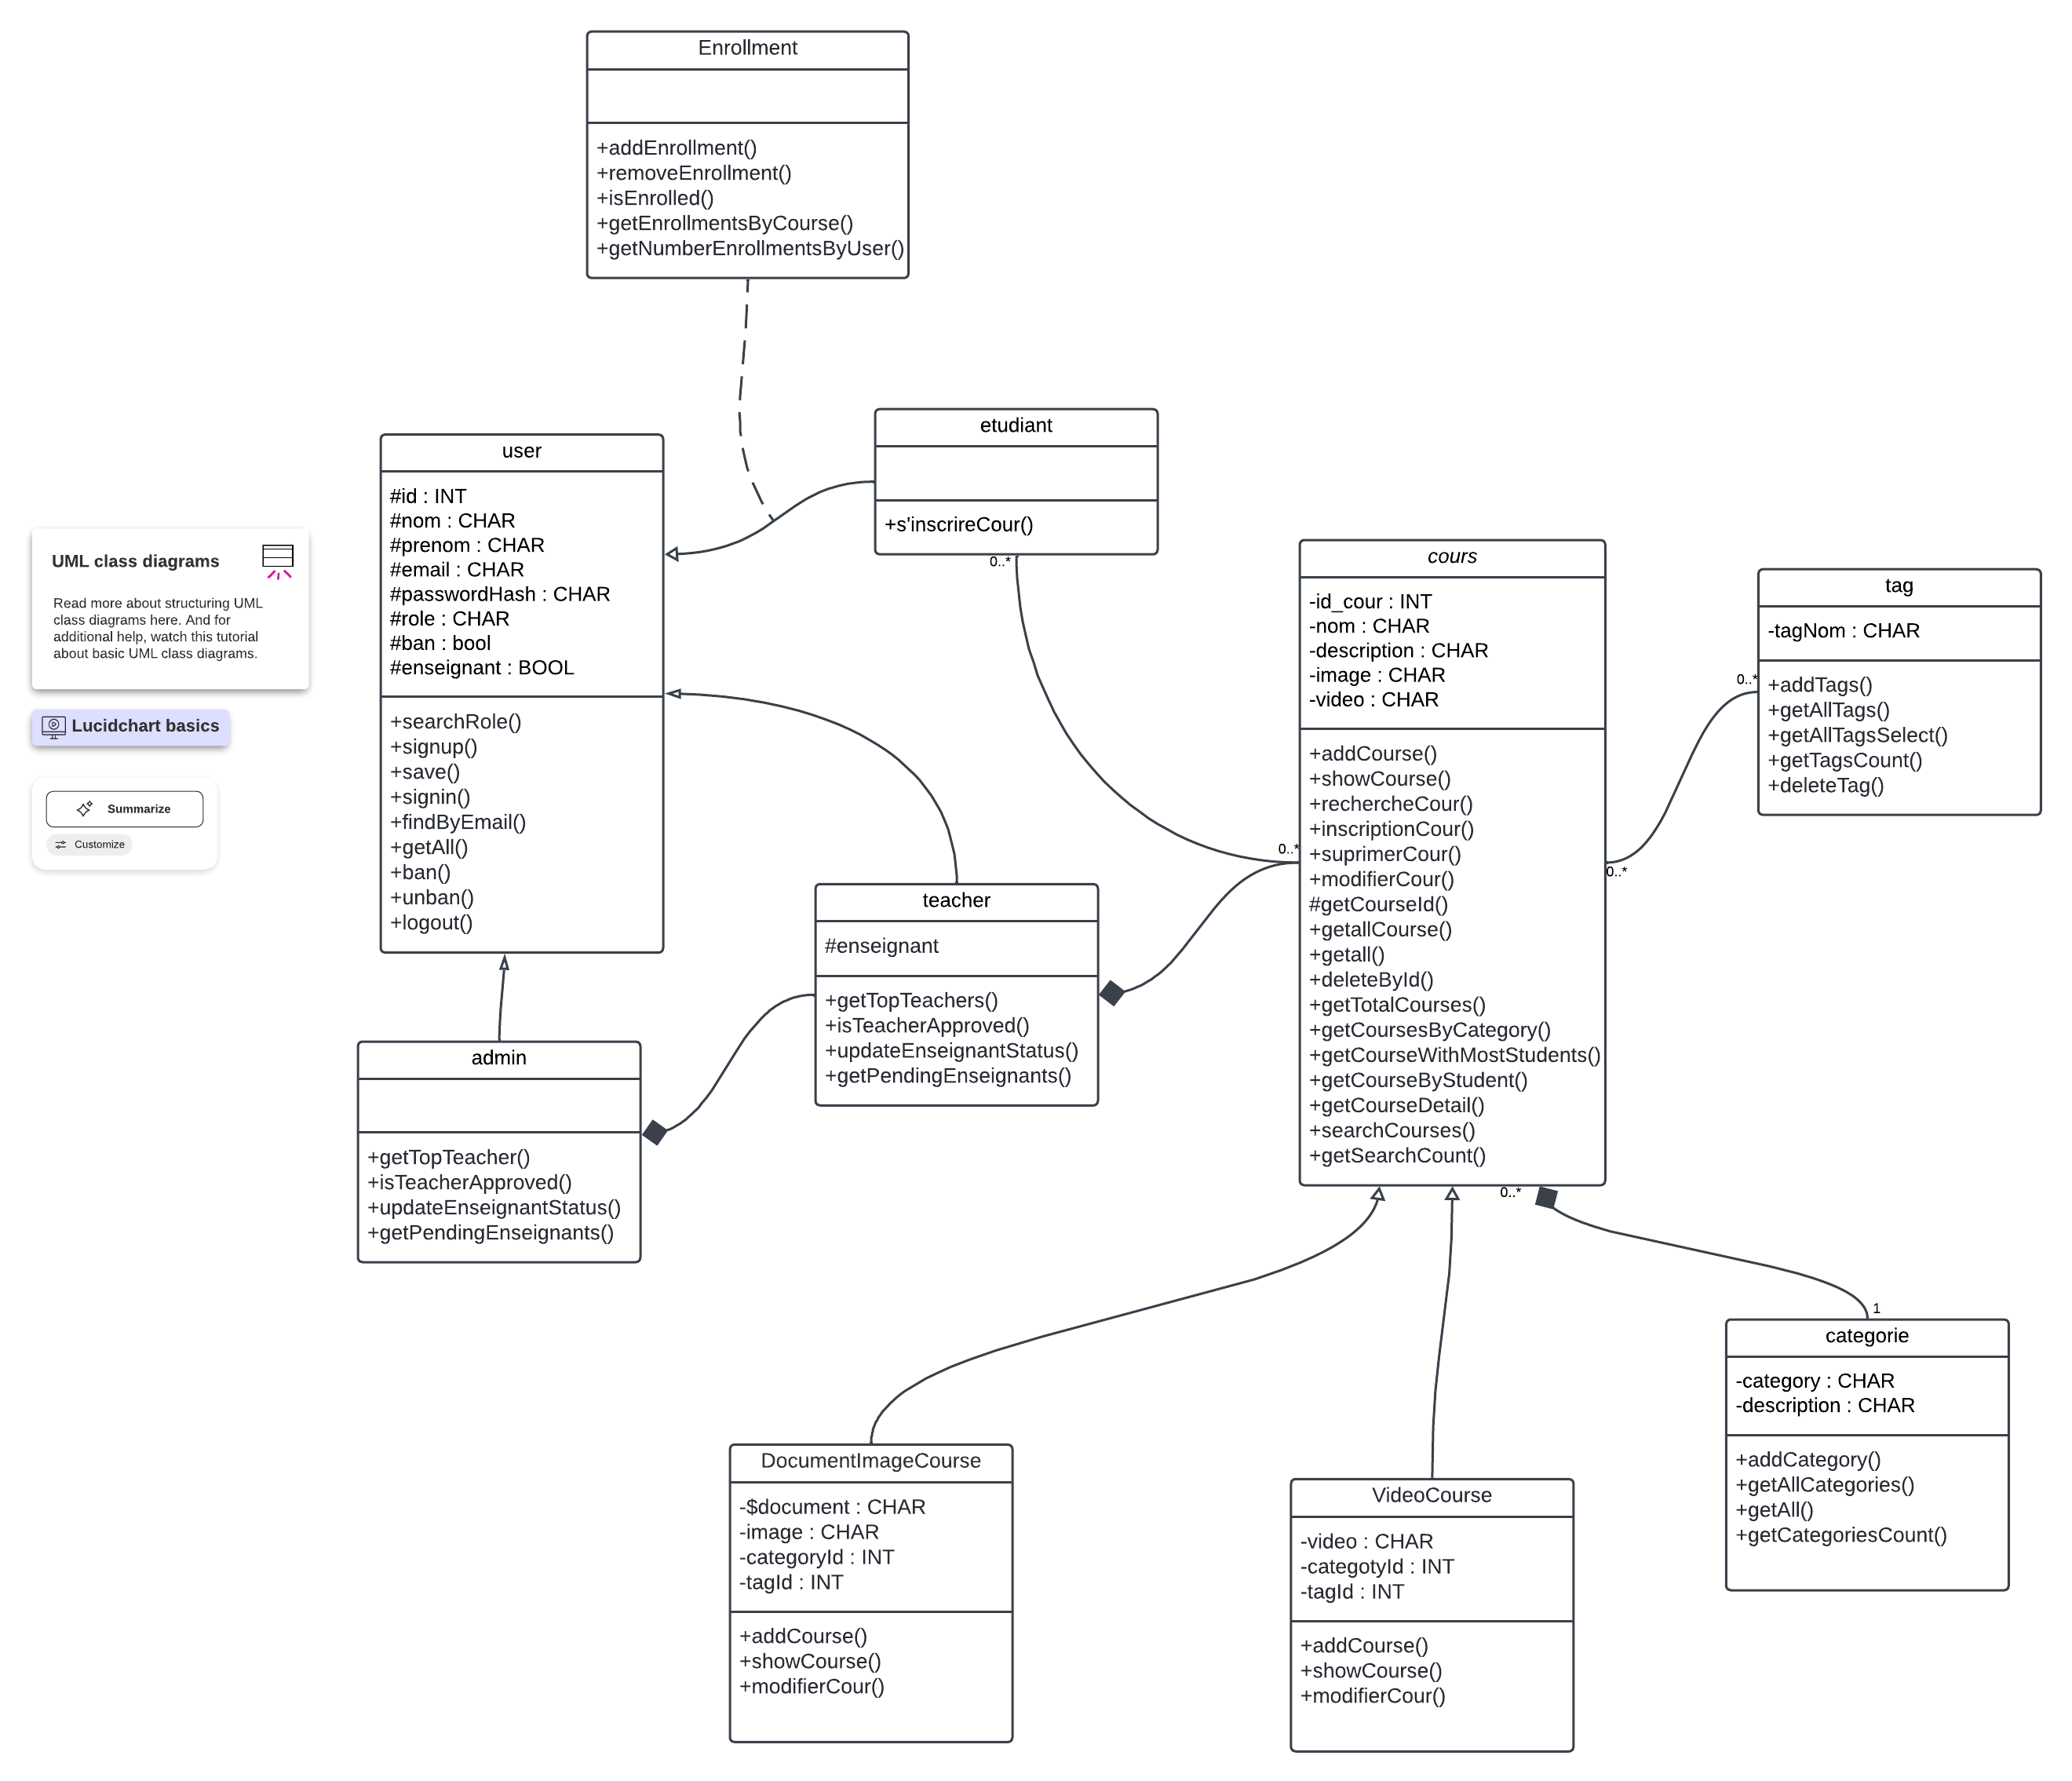 Enrollment
+addEnrollment()
+removeEnrollment()
+isEnrolled()
+getEnrollmentsByCourse()
+getNumberEnrollmentsByUser()
user
#id : INT
#nom : CHAR
#prenom : CHAR
#email : CHAR
#passwordHash : CHAR
#role : CHAR
#ban : bool
#enseignant : BOOL
+searchRole()
+signup()
+save()
+signin()
+findByEmail()
+getAll()
+ban()
+unban()
+logout()
etudiant
+s'inscrireCour()
0..*
UML class diagrams
Read more about structuring UML
class diagrams here. And for
additional help, watch this tutorial
about basic UML class diagrams.
Lucidchart basics
Summarize
Customize
cours
-id_cour : INT
-nom : CHAR
-description : CHAR
-image : CHAR
-video : CHAR
+addCourse()
+showCourse()
+rechercheCour()
+inscriptionCour()
+suprimerCour()
+modifierCour()
#getCourseId()
+getallCourse()
+getall()
+deleteById()
+getTotalCourses()
+getCoursesByCategory()
+getCourseWithMostStudents()
+getCourseByStudent()
+getCourseDetail()
+searchCourses()
+getSearchCount()
0..*
0..*
0..*
tag
-tagNom : CHAR
+addTags()
+getAllTags()
+getAllTagsSelect()
+getTagsCount()
+deleteTag()
0..*
teacher
#enseignant
+getTopTeachers()
+isTeacherApproved()
+updateEnseignantStatus()
+getPendingEnseignants()
admin
+getTopTeacher()
+isTeacherApproved()
+updateEnseignantStatus()
+getPendingEnseignants()
1
categorie
-category : CHAR
-description : CHAR
+addCategory()
+getAllCategories()
+getAll()
+getCategoriesCount()
DocumentImageCourse
-$document : CHAR
-image : CHAR
-categoryId : INT
-tagId : INT
+addCourse()
+showCourse()
+modifierCour()
VideoCourse
-video : CHAR
-categotyId : INT
-tagId : INT
+addCourse()
+showCourse()
+modifierCour()